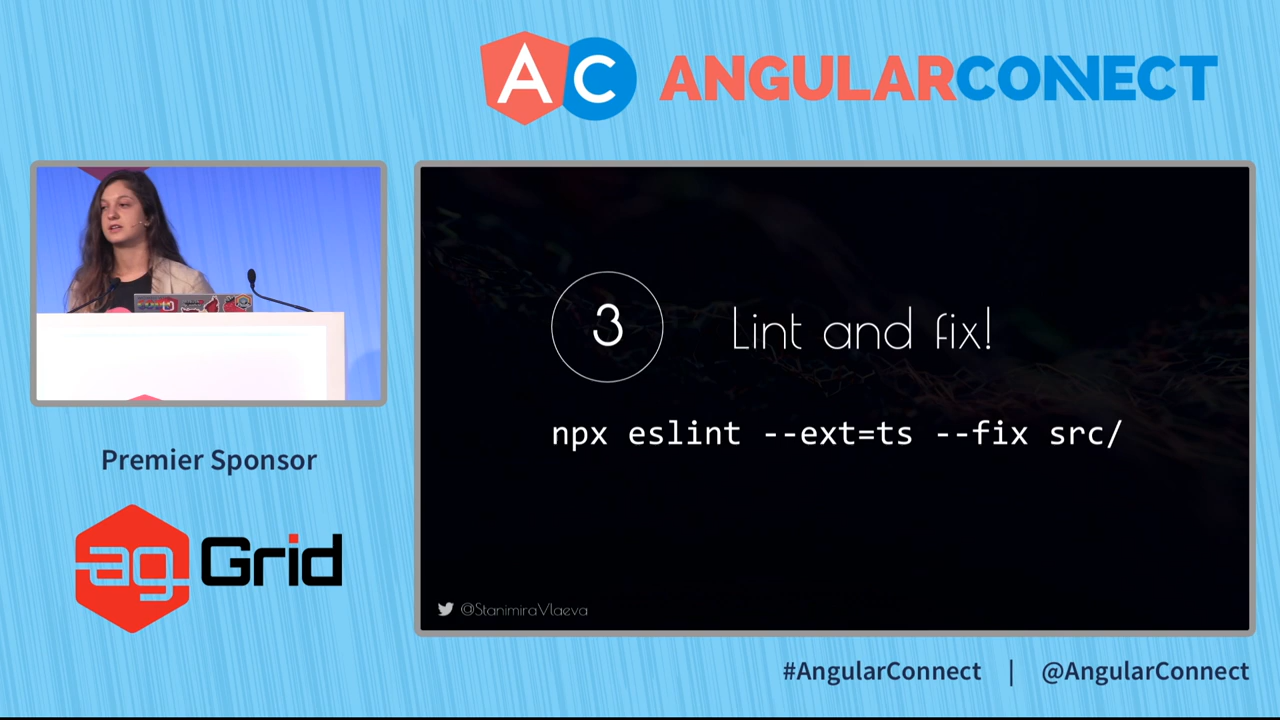 AC ANGULARCONNECT
3 Lint and fix!
npx eslint --ext=ts --fix src/
@StanimiraVlaeva
Premier Sponsor
ag Grid
#AngularConnect | @AngularConnect